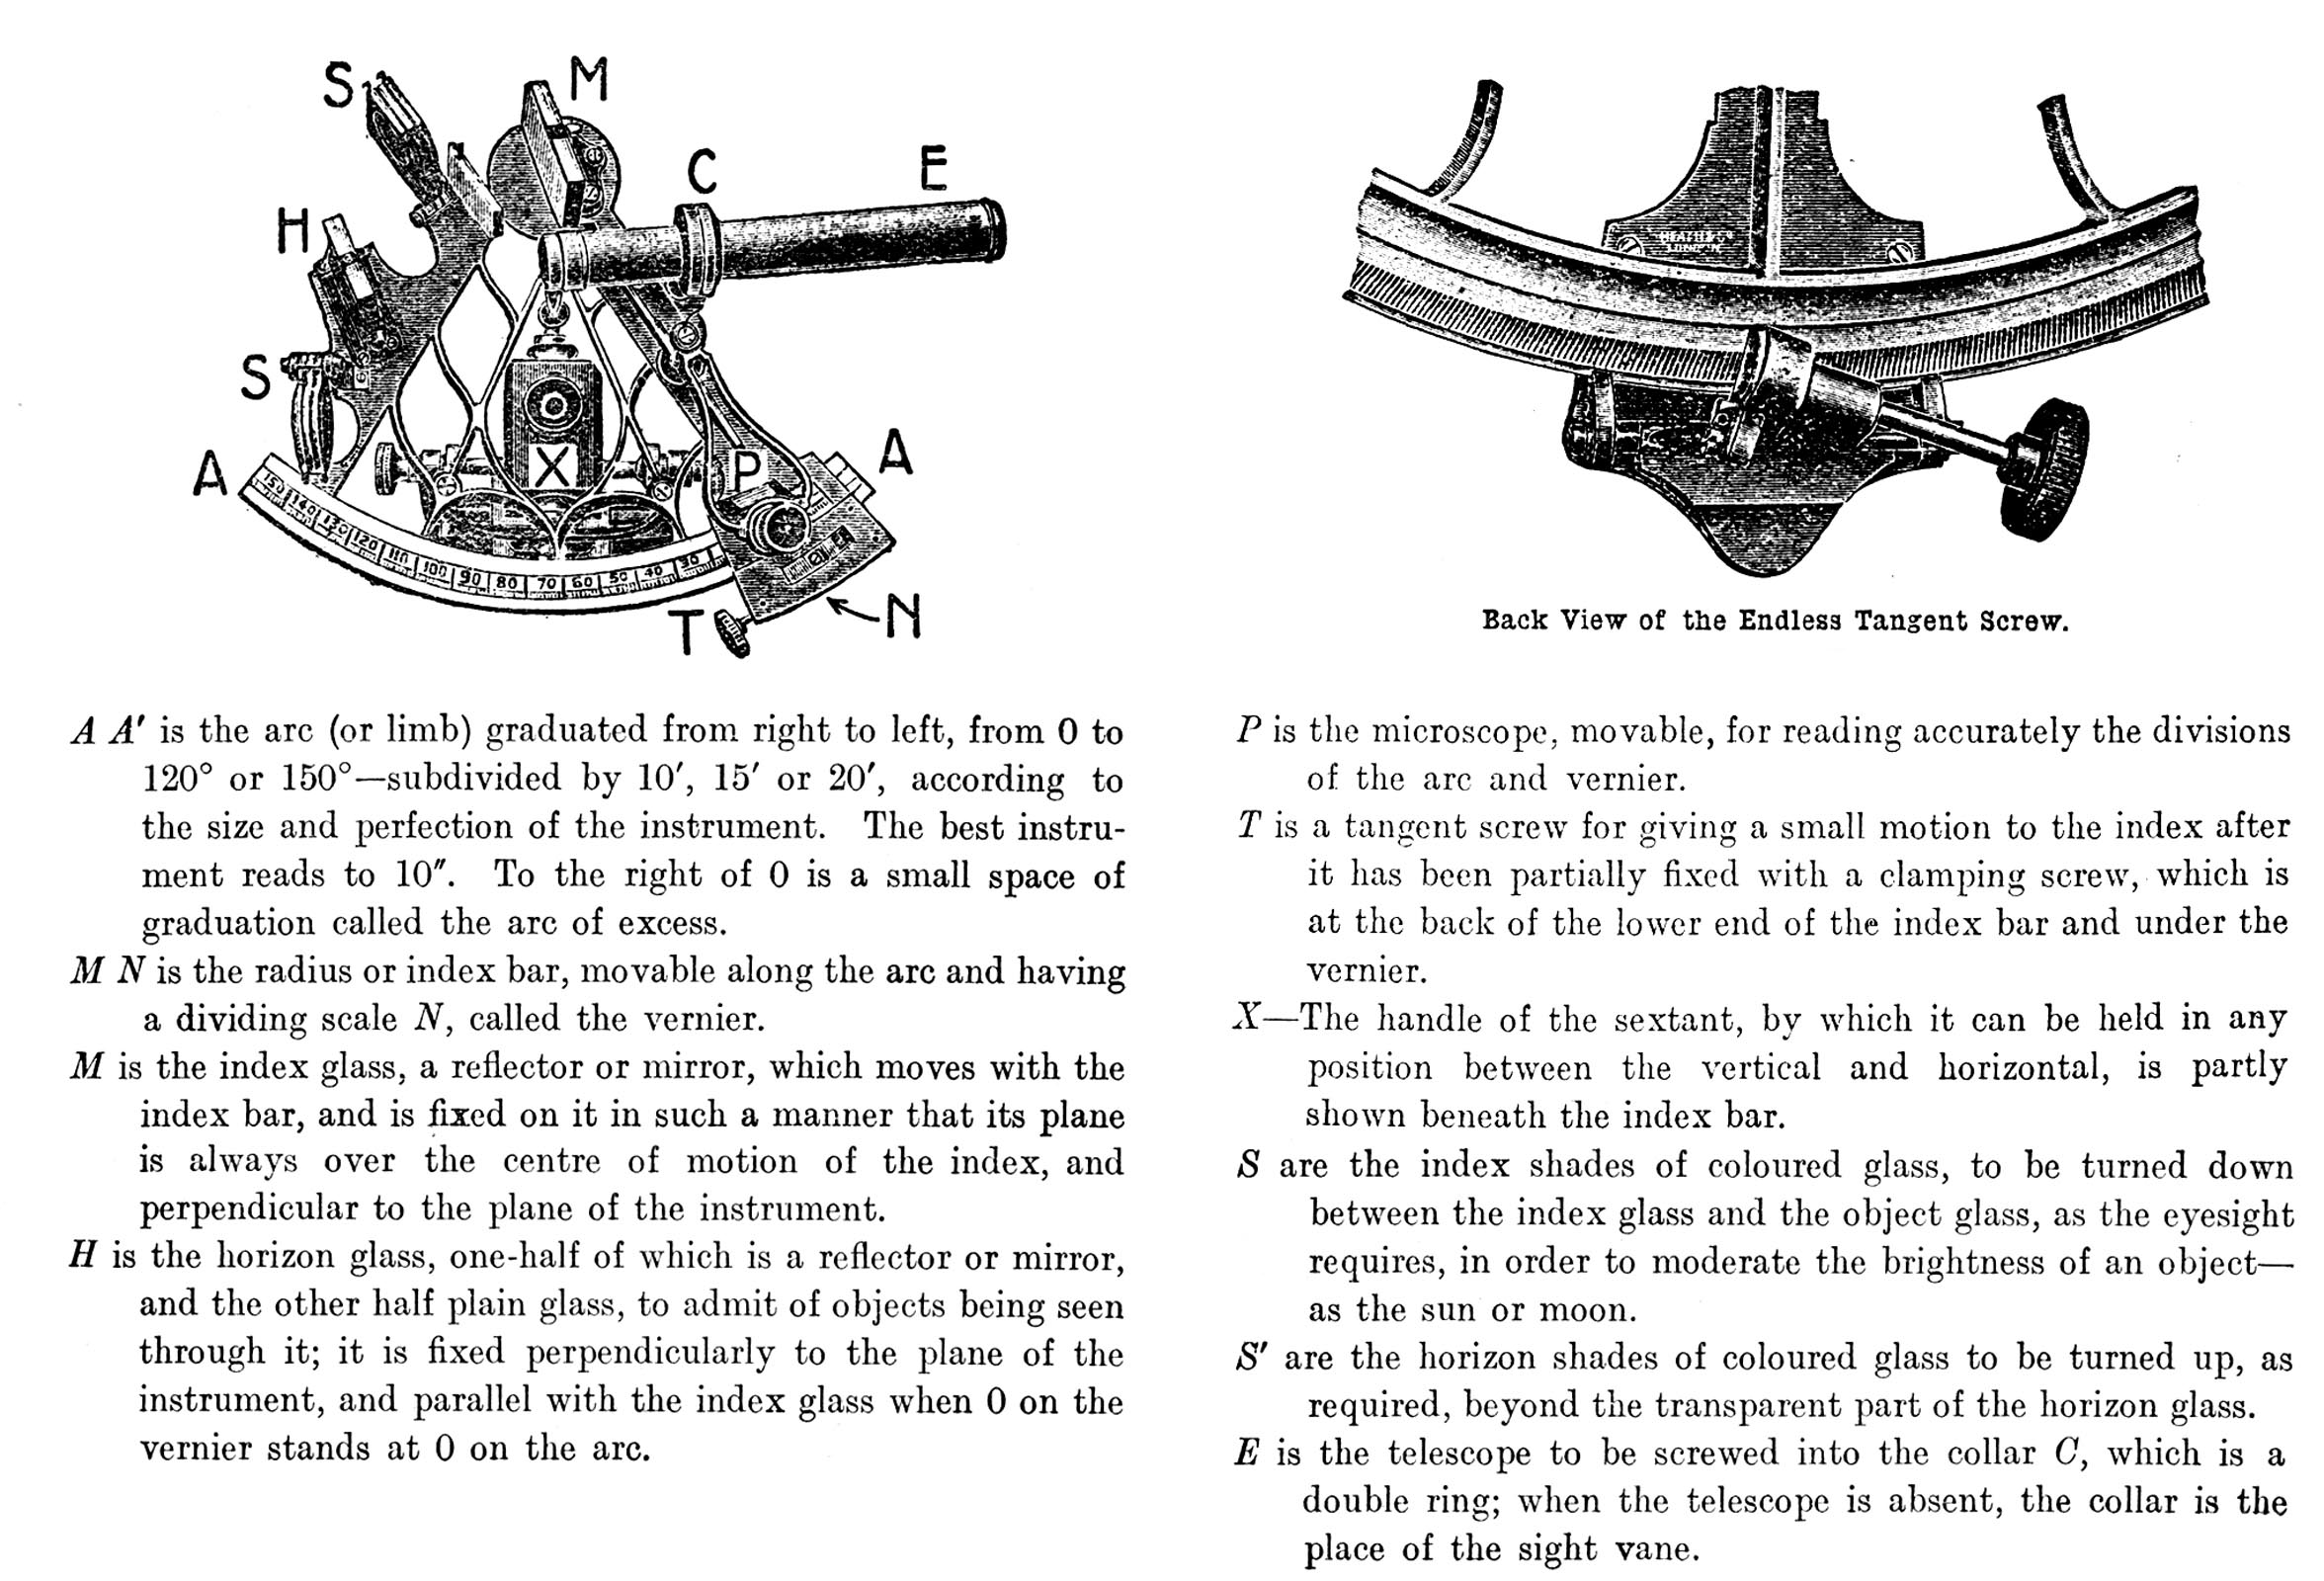 S
M
C
E
H
S
A
X
P
A
150 140 130 120 110 100 90 80 70 60 50 40 30
T
N
HEATH & Co
LONDON
Back View of the Endless Tangent Screw.
A A′ is the arc (or limb) graduated from right to left, from 0 to
120° or 150°—subdivided by 10′, 15′ or 20′, according to
the size and perfection of the instrument. The best instru-
ment reads to 10″. To the right of 0 is a small space of
graduation called the arc of excess.
M N is the radius or index bar, movable along the arc and having
a dividing scale N, called the vernier.
M is the index glass, a reflector or mirror, which moves with the
index bar, and is fixed on it in such a manner that its plane
is always over the centre of motion of the index, and
perpendicular to the plane of the instrument.
H is the horizon glass, one-half of which is a reflector or mirror,
and the other half plain glass, to admit of objects being seen
through it; it is fixed perpendicularly to the plane of the
instrument, and parallel with the index glass when 0 on the
vernier stands at 0 on the arc.
P is the microscope, movable, for reading accurately the divisions
of the arc and vernier.
T is a tangent screw for giving a small motion to the index after
it has been partially fixed with a clamping screw, which is
at the back of the lower end of the index bar and under the
vernier.
X—The handle of the sextant, by which it can be held in any
position between the vertical and horizontal, is partly
shown beneath the index bar.
S are the index shades of coloured glass, to be turned down
between the index glass and the object glass, as the eyesight
requires, in order to moderate the brightness of an object—
as the sun or moon.
S′ are the horizon shades of coloured glass to be turned up, as
required, beyond the transparent part of the horizon glass.
E is the telescope to be screwed into the collar C, which is a
double ring; when the telescope is absent, the collar is the
place of the sight vane.